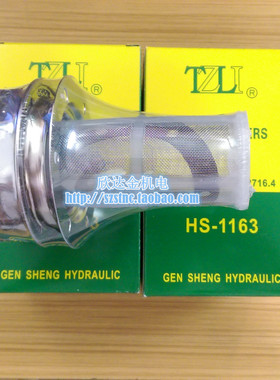 TZLI®
TZLI®
ERS
716.4
欣达金机电
http://szstnc.taobao.com
HS-1163
GEN SHENG HYDRAULIC
GEN SHENG HYDRAULIC